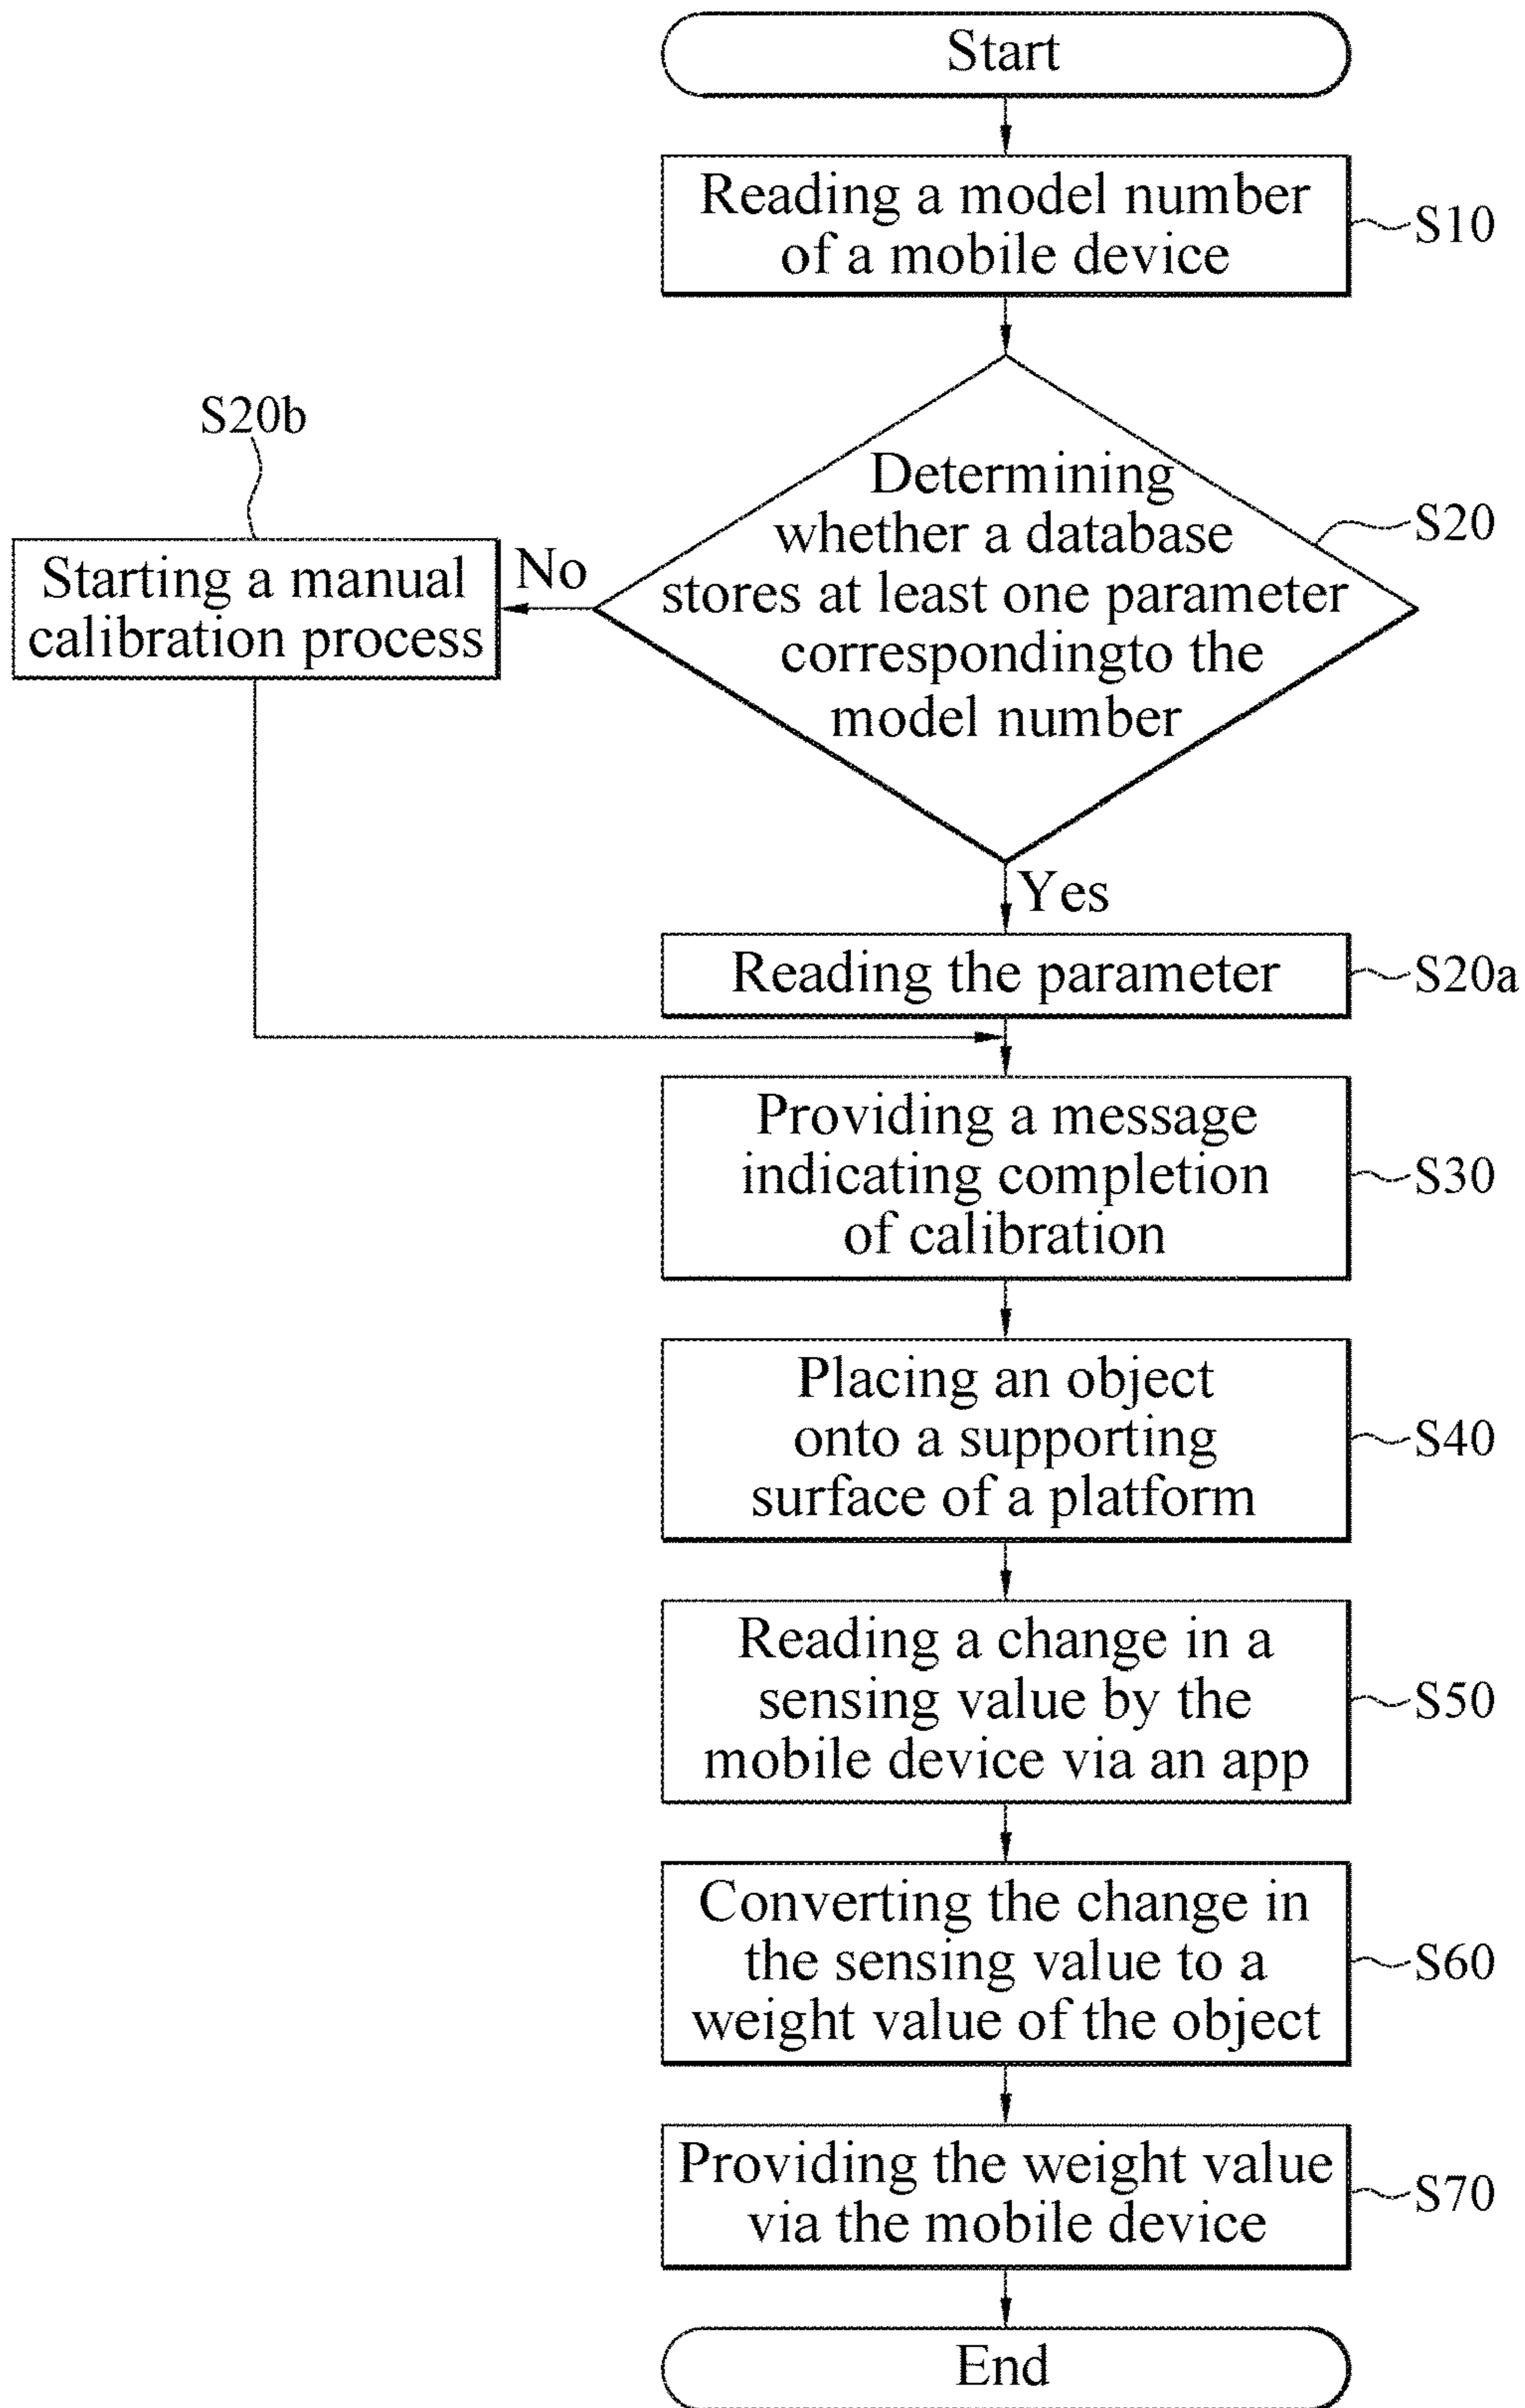 Start
Reading a model number
of a mobile device
S10
S20b
Determining
whether a database
stores at least one parameter
correspondingto the
model number
S20
No
Starting a manual
calibration process
Yes
Reading the parameter
S20a
Providing a message
indicating completion
of calibration
S30
Placing an object
onto a supporting
surface of a platform
S40
Reading a change in a
sensing value by the
mobile device via an app
S50
Converting the change in
the sensing value to a
weight value of the object
S60
Providing the weight value
via the mobile device
S70
End